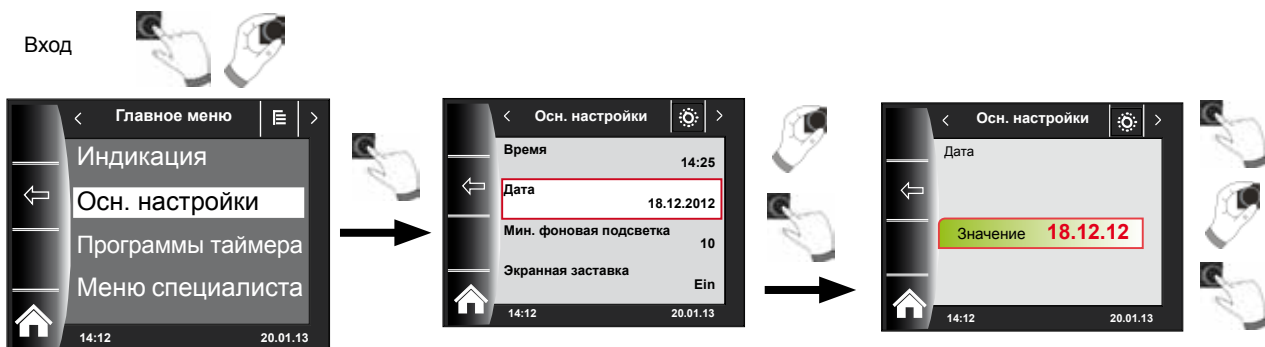 Вход
Главное меню
Индикация
Осн. настройки
Программы таймера
Меню специалиста
14:12 20.01.13
Осн. настройки
Время
14:25
Дата
18.12.2012
Мин. фоновая подсветка
10
Экранная заставка
Ein
14:12 20.01.13
Осн. настройки
Дата
Значение 18.12.12
14:12 20.01.13